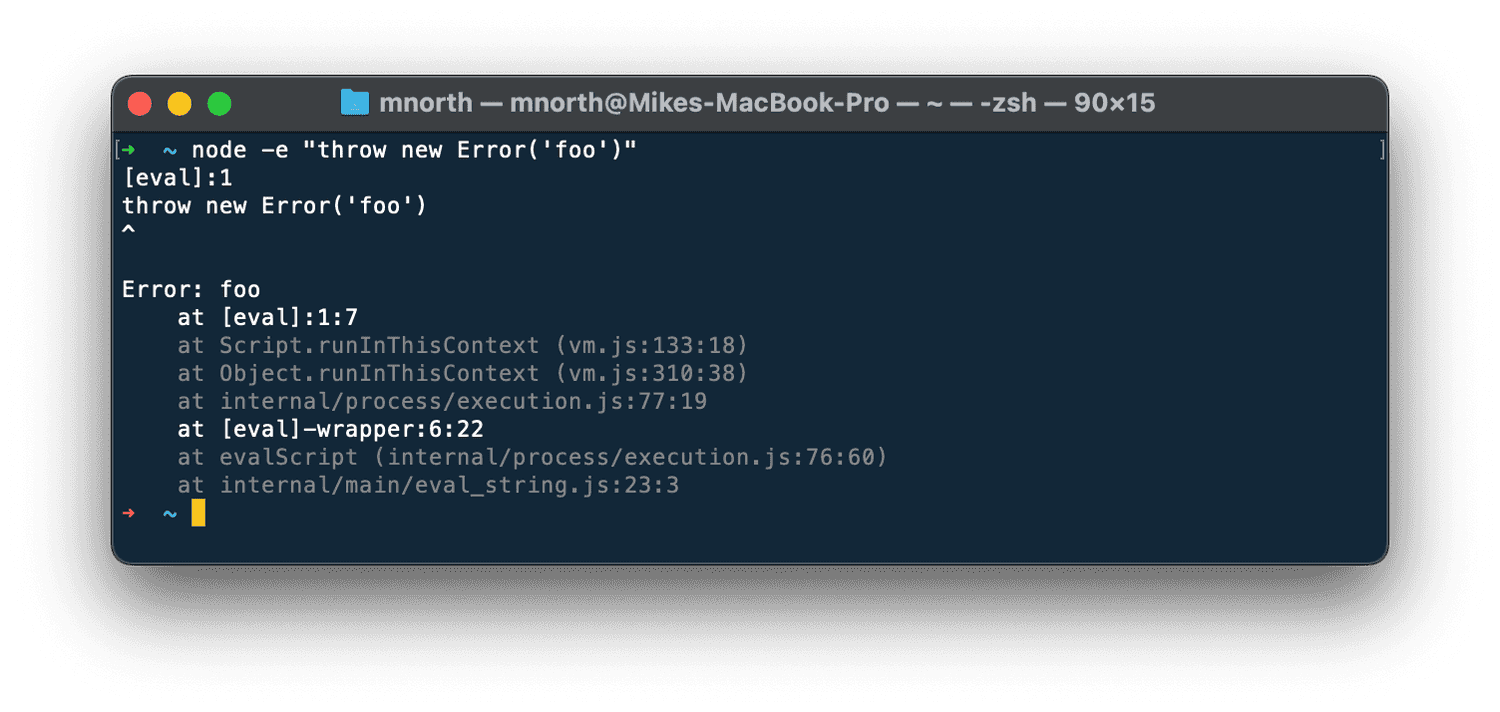 mnorth — mnorth@Mikes-MacBook-Pro — ~ — -zsh — 90×15
[➜  ~ node -e "throw new Error('foo')" ]
[eval]:1
throw new Error('foo')
^

Error: foo
    at [eval]:1:7
    at Script.runInThisContext (vm.js:133:18)
    at Object.runInThisContext (vm.js:310:38)
    at internal/process/execution.js:77:19
    at [eval]-wrapper:6:22
    at evalScript (internal/process/execution.js:76:60)
    at internal/main/eval_string.js:23:3
➜  ~